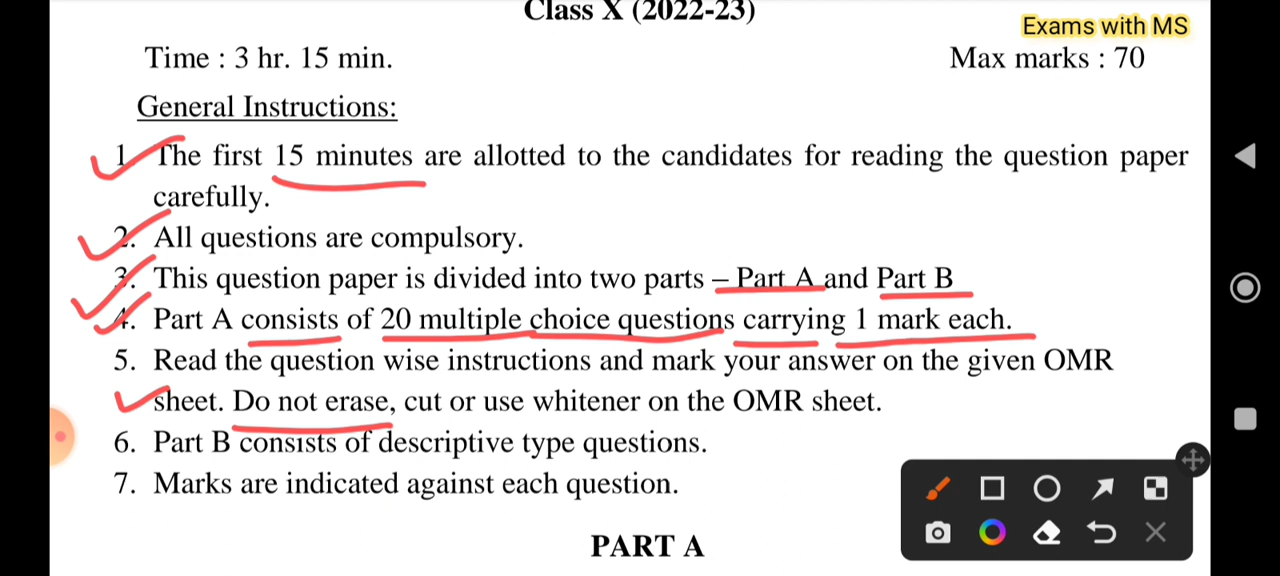 Class X (2022-23)
Exams with MS
Time : 3 hr. 15 min.
Max marks : 70
General Instructions:
1. The first 15 minutes are allotted to the candidates for reading the question paper
carefully.
2. All questions are compulsory.
3. This question paper is divided into two parts – Part A and Part B
4. Part A consists of 20 multiple choice questions carrying 1 mark each.
5. Read the question wise instructions and mark your answer on the given OMR
sheet. Do not erase, cut or use whitener on the OMR sheet.
6. Part B consists of descriptive type questions.
7. Marks are indicated against each question.
PART A